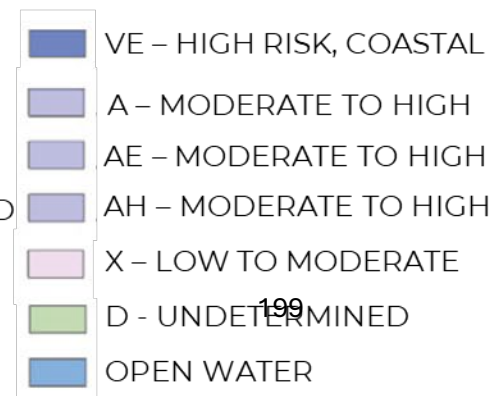 VE – HIGH RISK, COASTAL
A – MODERATE TO HIGH
AE – MODERATE TO HIGH
D AH – MODERATE TO HIGH
X – LOW TO MODERATE
199
D - UNDETERMINED
OPEN WATER